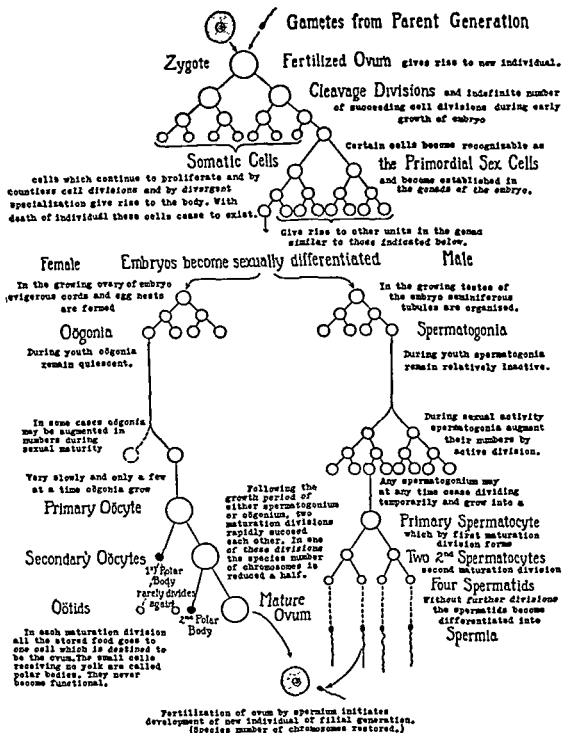 Gametes from Parent Generation
Zygote
Fertilized Ovum gives rise to new individual.
Cleavage Divisions and indefinite number
of succeeding cell divisions during early
growth of embryo
Somatic Cells
cells which continue to proliferate and by
countless cell divisions and by divergent
specialization give rise to the body. With
death of individual these cells cease to exist.
Certain cells become recognizable as
the Primordial Sex Cells
and become established in
the gonads of the embryo.
Give rise to other units in the gonad
similar to those indicated below.
Female
Embryos become sexually differentiated
Male
In the growing ovary of embryo
ovigerous cords and egg nests
are formed
Oögonia
During youth oögonia
remain quiescent.
In the growing testes of
the embryo seminiferous
tubules are organized.
Spermatogonia
During youth spermatogonia
remain relatively inactive.
In some cases oögonia
may be augmented in
numbers during
sexual maturity
During sexual activity
spermatogonia augment
their numbers by
active division.
Very slowly and only a few
at a time oögonia grow
Primary Oöcyte
Following the
growth period of
either spermatogonium
or oögonium, two
maturation divisions
rapidly succeed
each other. In one
of these divisions
the species number
of chromosomes is
reduced a half.
Any spermatogonium may
at any time cease dividing
temporarily and grow into a
Primary Spermatocyte
which by first maturation
division forms
Two 2nd Spermatocytes
second maturation division
Four Spermatids
Without further divisions
the spermatids become
differentiated into
Spermia
Secondary Oöcytes
1st Polar
Body
rarely divides
again
Oötids
2nd Polar
Body
Mature
Ovum
In each maturation division
all the stored food goes to
one cell which is destined to
be the ovum. The small cells
receiving no yolk are called
polar bodies. They never
become functional.
Fertilization of ovum by spermium initiates
development of new individual of filial generation.
(Species number of chromosomes restored.)